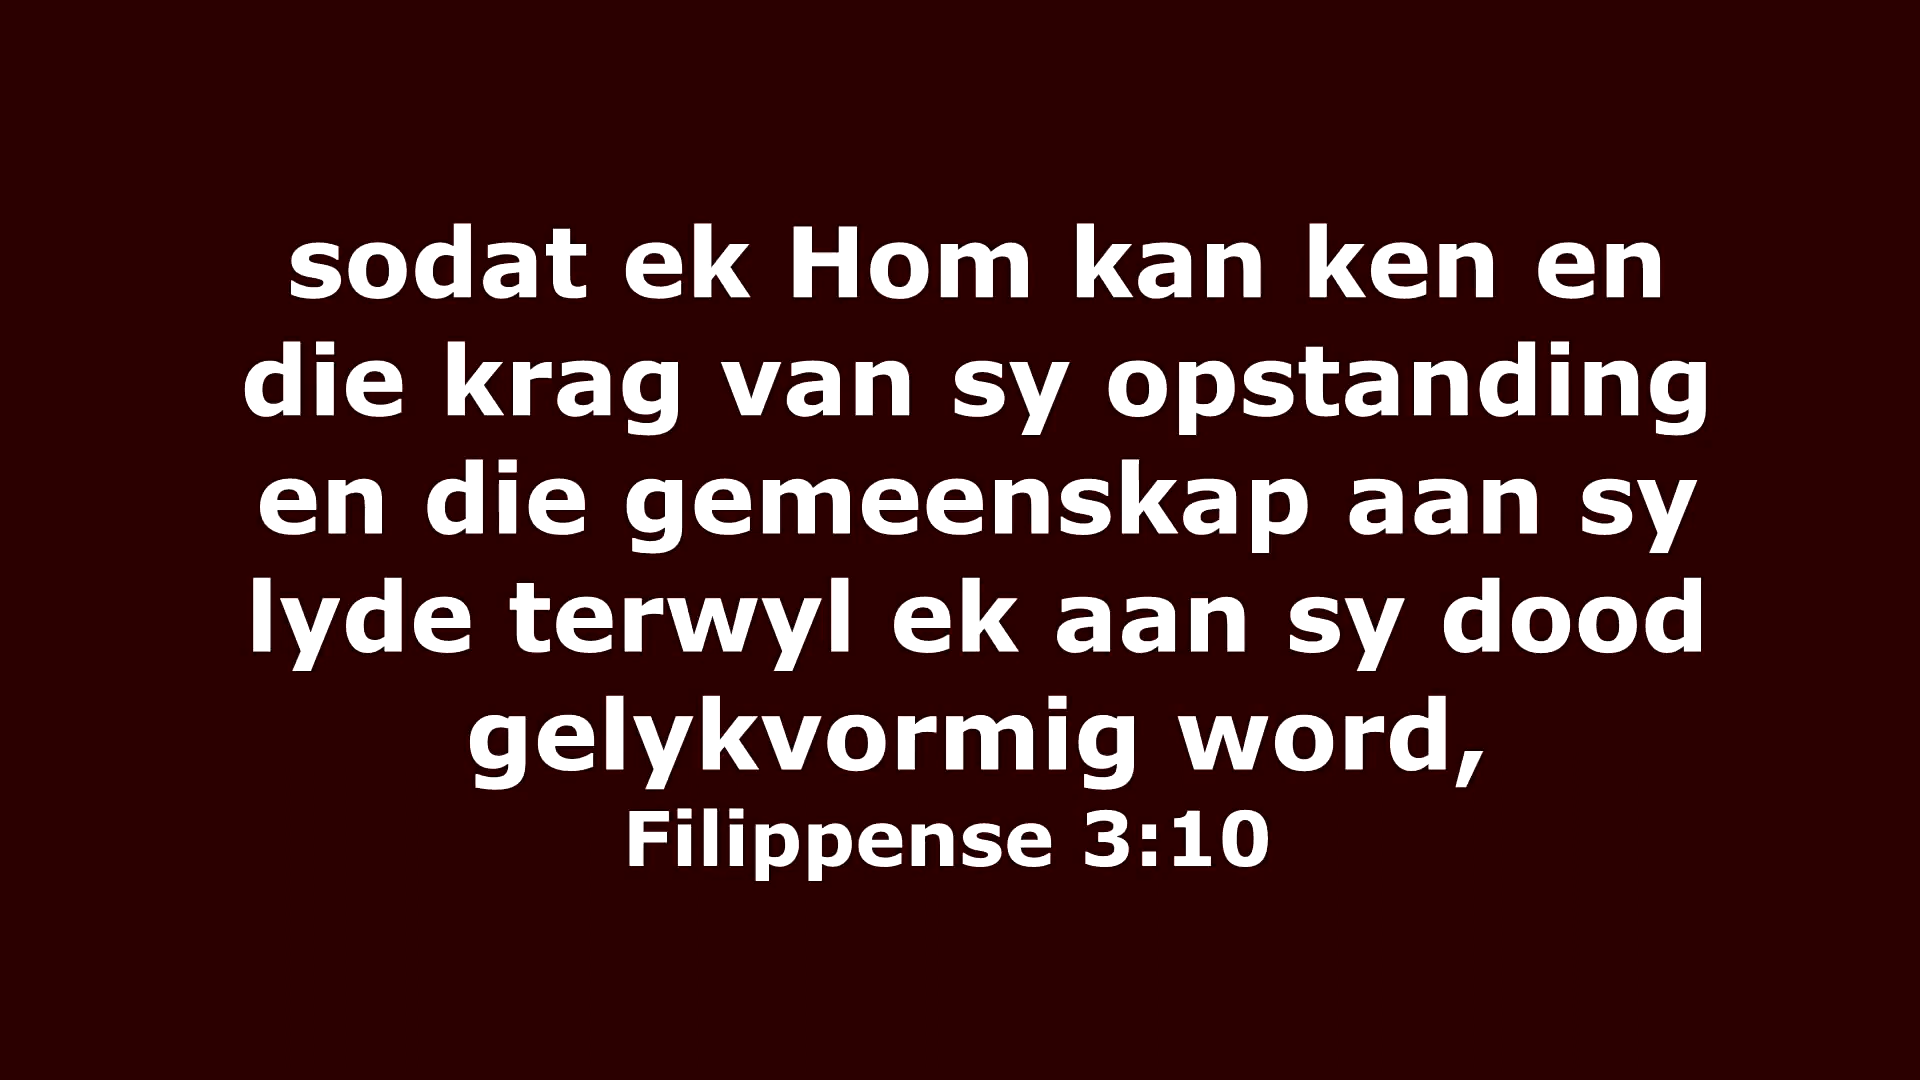 sodat ek Hom kan ken en
die krag van sy opstanding
en die gemeenskap aan sy
lyde terwyl ek aan sy dood
gelykvormig word,
Filippense 3:10